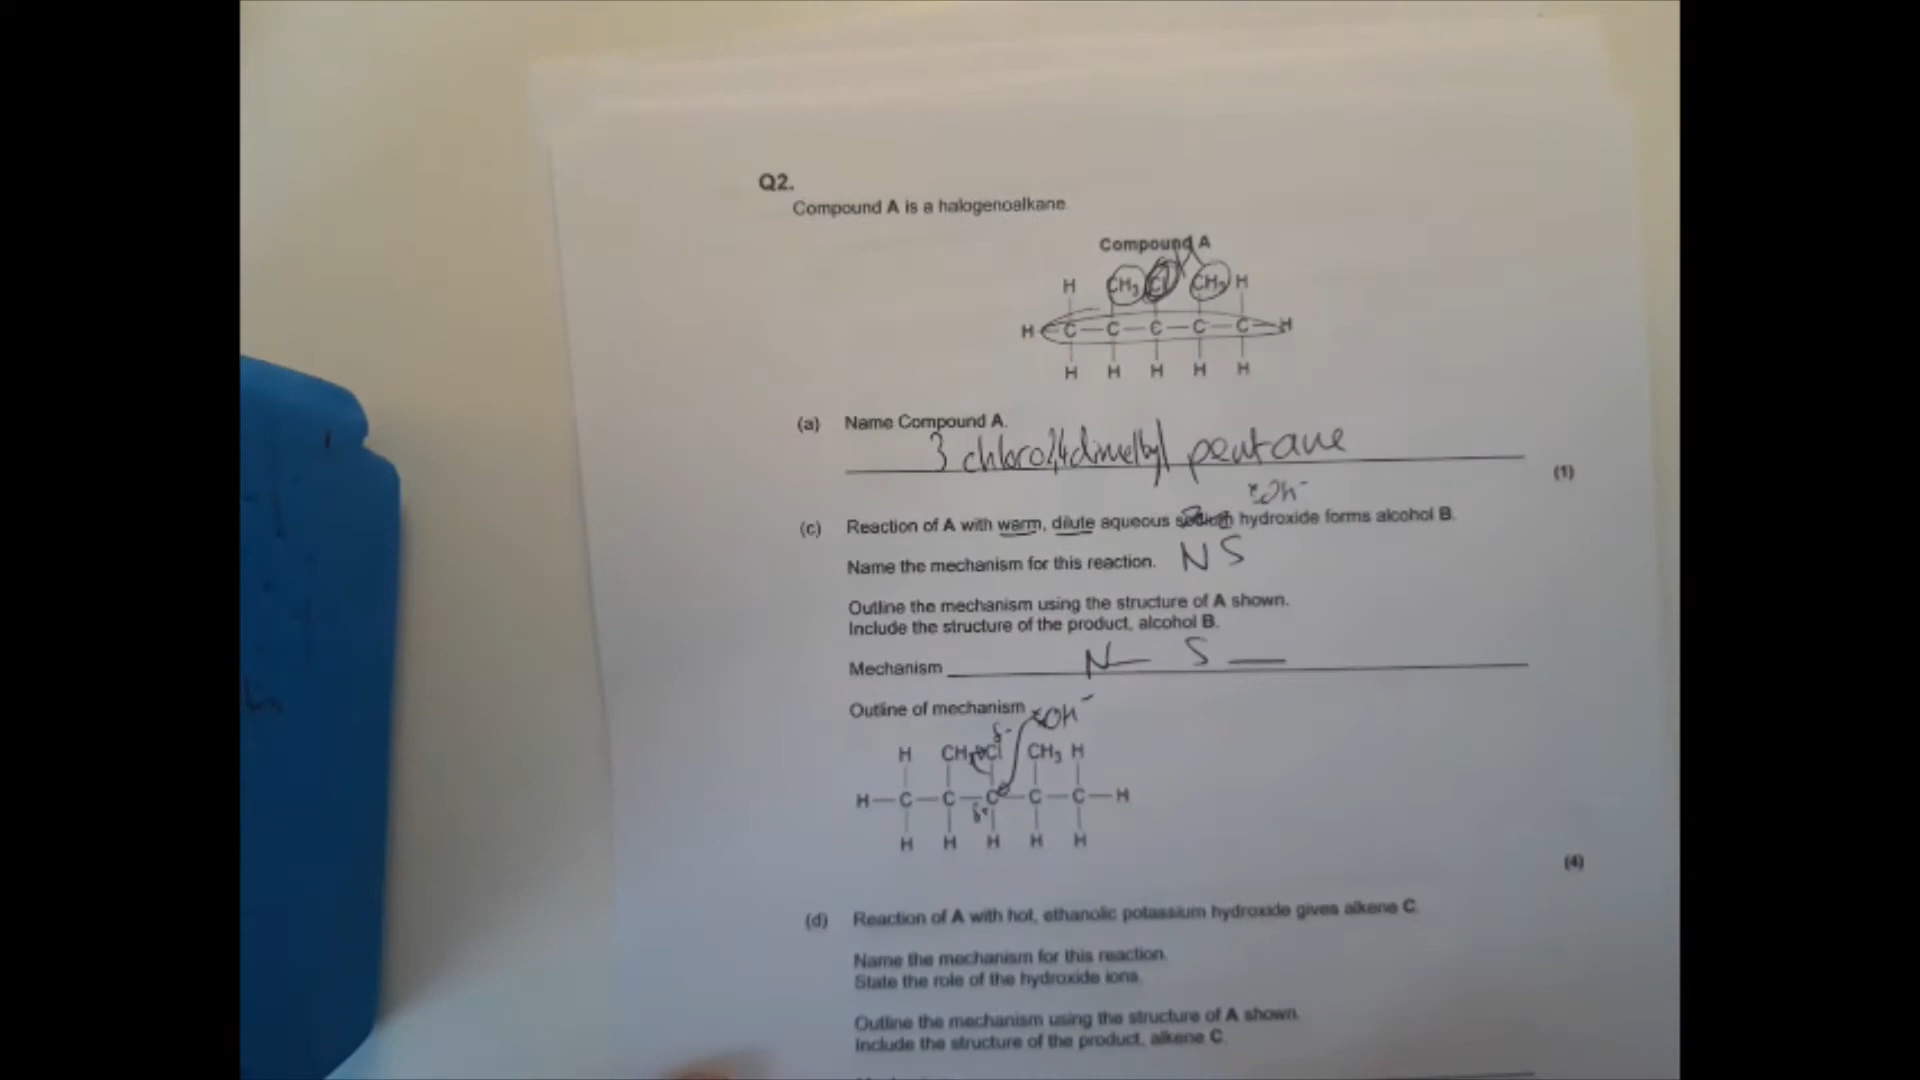 Q2.
Compound A is a halogenoalkane.
Compound A
H CH3 Cl CH3 H
H C—C—C—C—C—H
H H H H H
(a) Name Compound A.
3 chloro 2,4 dimethyl pentane
(1)
:OH-
(c) Reaction of A with warm, dilute aqueous sodium hydroxide forms alcohol B.
Name the mechanism for this reaction. N S
Outline the mechanism using the structure of A shown.
Include the structure of the product, alcohol B.
Mechanism N S
Outline of mechanism :OH-
δ-
H CH3 Cl CH3 H
H—C—C—C—C—C—H
δ+
H H H H H
(4)
(d) Reaction of A with hot, ethanolic potassium hydroxide gives alkene C.
Name the mechanism for this reaction.
State the role of the hydroxide ions.
Outline the mechanism using the structure of A shown.
Include the structure of the product, alkene C.